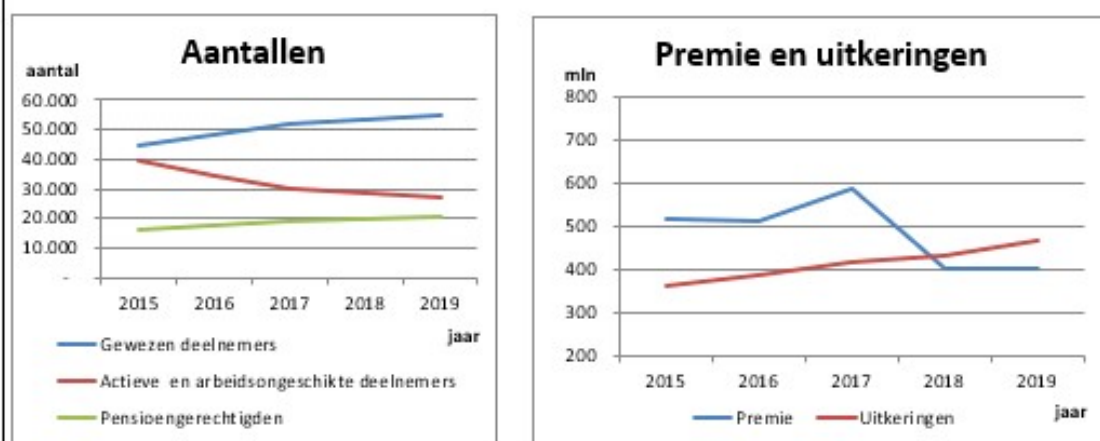 Aantallen
aantal
60.000
50.000
40.000
30.000
20.000
10.000
-
2015 2016 2017 2018 2019
jaar
Gewezen deelnemers
Actieve en arbeidsongeschikte deelnemers
Pensioengerechtigden
Premie en uitkeringen
mln
800
700
600
500
400
300
200
2015 2016 2017 2018 2019
jaar
Premie Uitkeringen